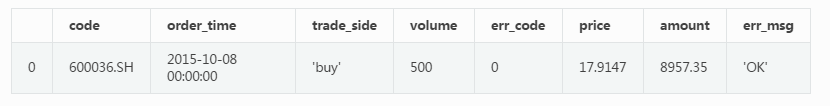 code order_time trade_side volume err_code price amount err_msg
0 600036.SH 2015-10-08 00:00:00 'buy' 500 0 17.9147 8957.35 'OK'